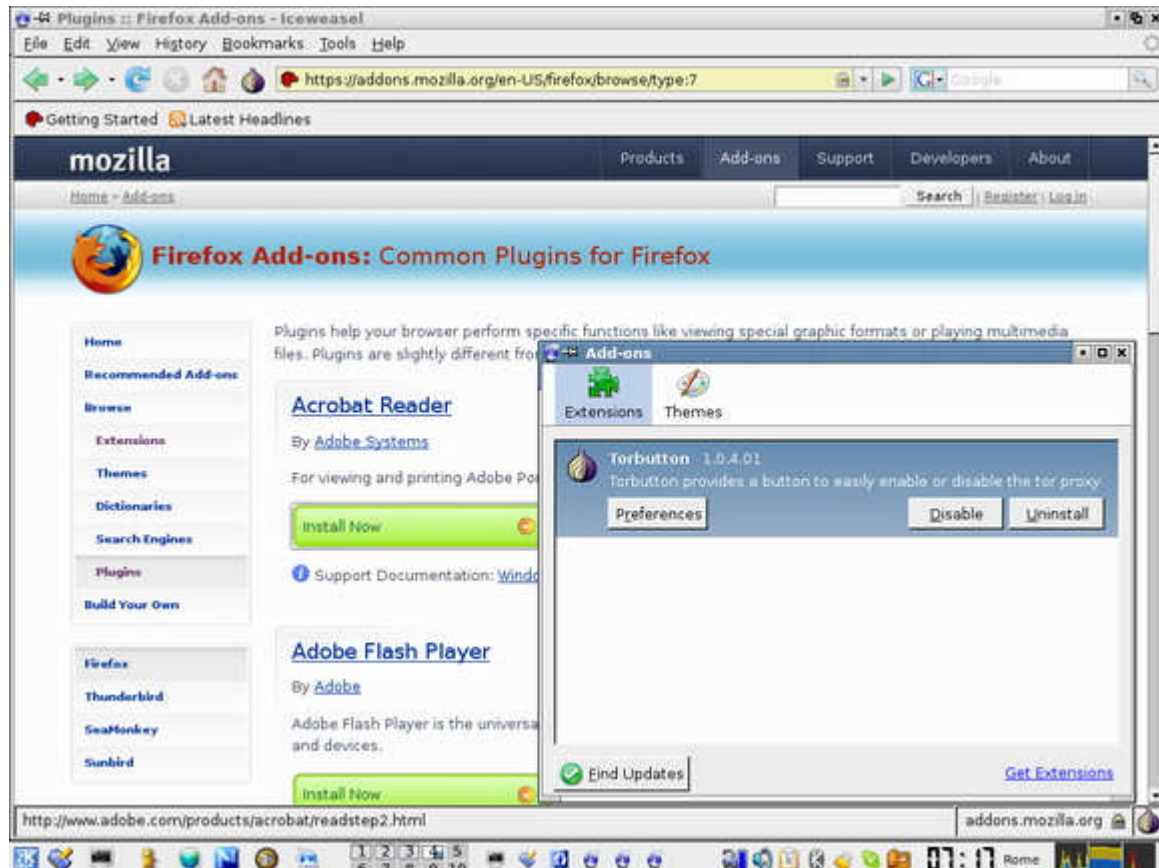 Plugins :: Firefox Add-ons - Iceweasel
File Edit View History Bookmarks Tools Help
https://addons.mozilla.org/en-US/firefox/browse/type:7
G Google
Getting Started Latest Headlines
mozilla Products Add-ons Support Developers About
Home > Add-ons Search | Register | Log in
Firefox Add-ons: Common Plugins for Firefox
Plugins help your browser perform specific functions like viewing special graphic formats or playing multimedia
files. Plugins are slightly different fro
Home
Recommended Add-ons
Browse
Extensions
Themes
Dictionaries
Search Engines
Plugins
Build Your Own
Firefox
Thunderbird
SeaMonkey
Sunbird
Acrobat Reader
By Adobe Systems
For viewing and printing Adobe Po
Install Now
Support Documentation: Windo
Adobe Flash Player
By Adobe
Adobe Flash Player is the universa
and devices.
Install Now
Add-ons
Extensions Themes
Torbutton 1.0.4.01
Torbutton provides a button to easily enable or disable the tor proxy
Preferences Disable Uninstall
Find Updates Get Extensions
http://www.adobe.com/products/acrobat/readstep2.html addons.mozilla.org
1 2 3 4 5
07:17 Rome